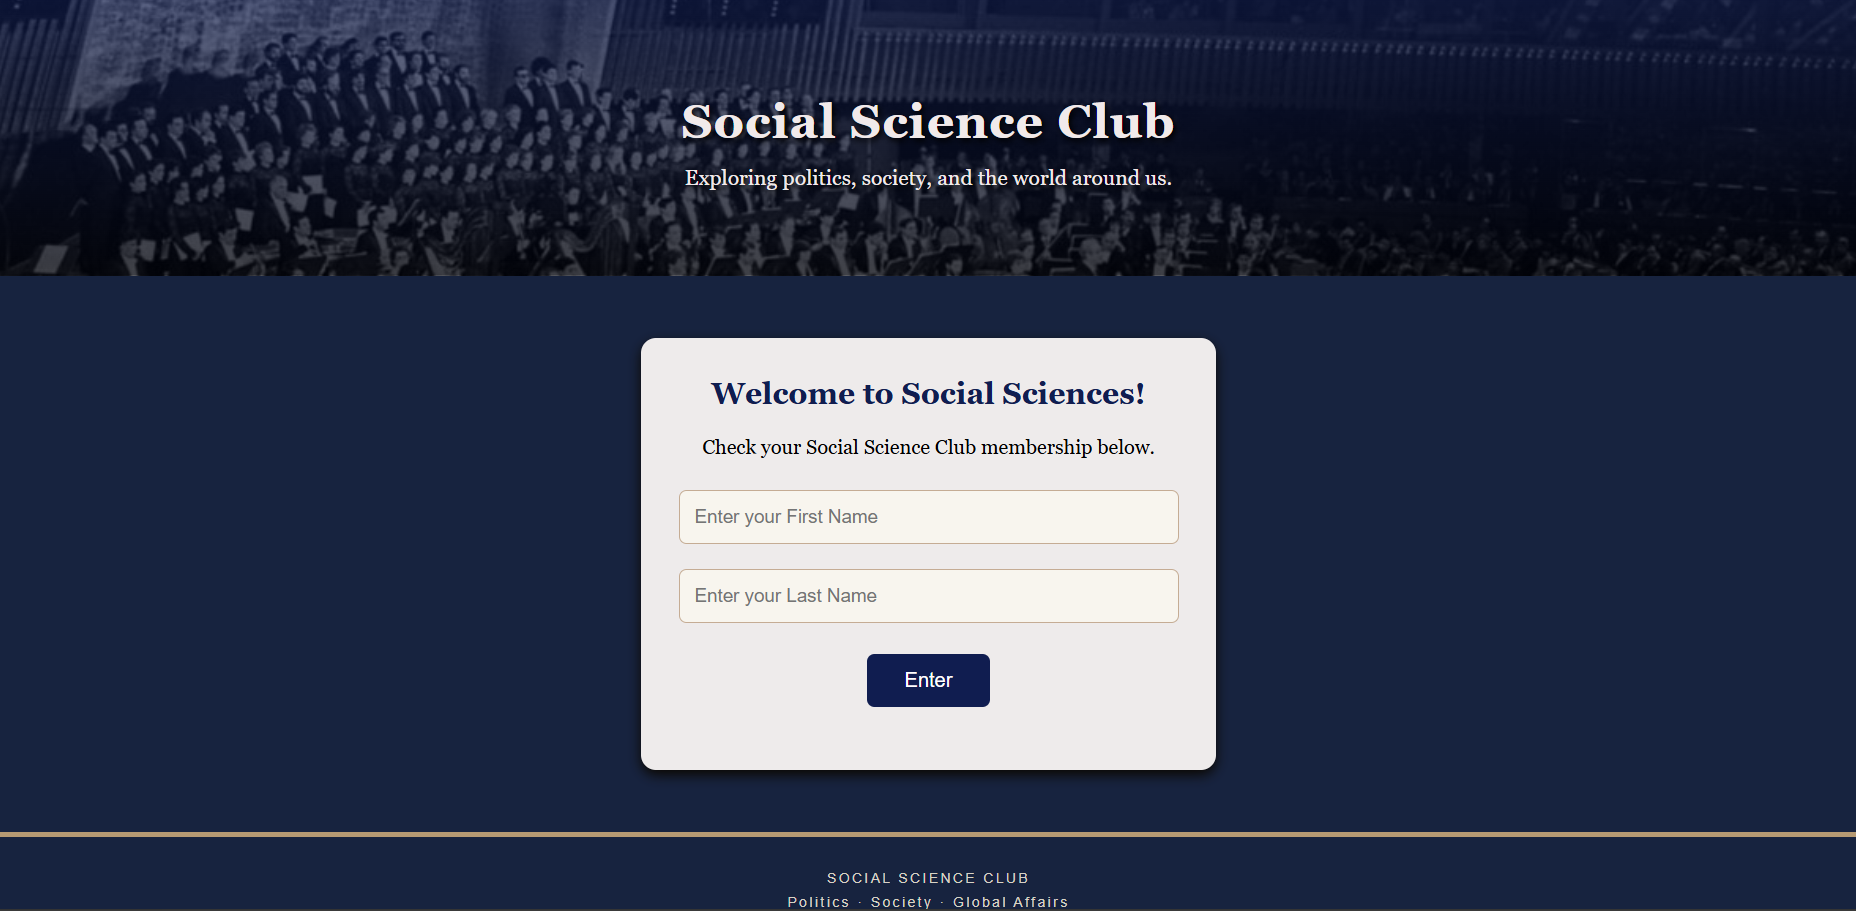 Social Science Club
Exploring politics, society, and the world around us.
Welcome to Social Sciences!
Check your Social Science Club membership below.
Enter your First Name
Enter your Last Name
Enter
SOCIAL SCIENCE CLUB
Politics · Society · Global Affairs